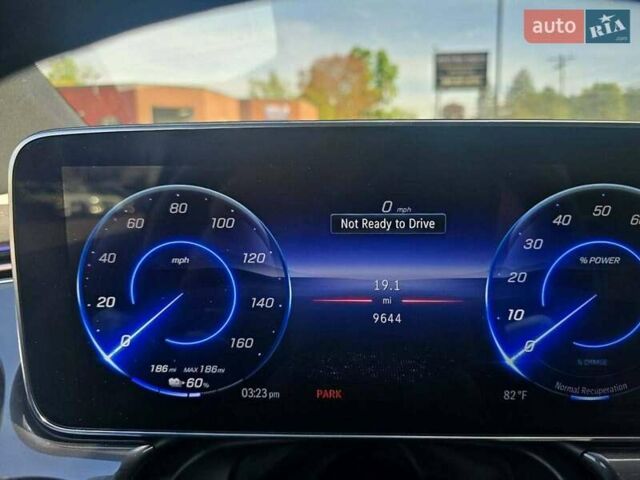 auto RIA.com
0 mph
Not Ready to Drive
0 20 40 60 80 100 120 140 160
mph
186 mi MAX 186 mi
60 %
19.1
mi
9644
0 10 20 30 40 50 60
% POWER
% CHARGE
Normal Recuperation
03:23 pm
PARK
82 °F